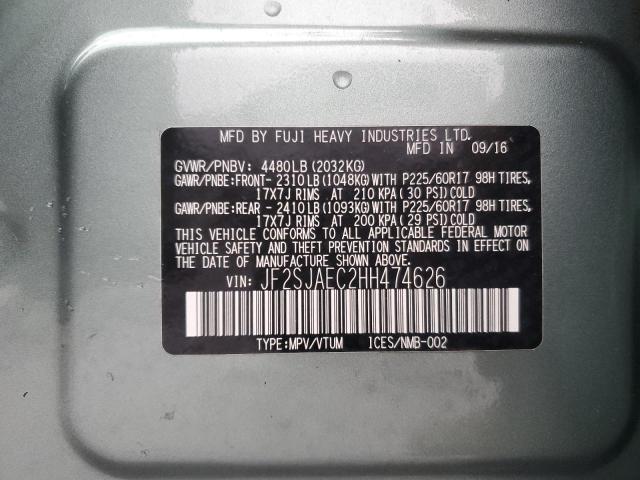 MFD BY FUJI HEAVY INDUSTRIES LTD.
MFD IN 09/16
GVWR/PNBV: 4480LB(2032KG)
GAWR/PNBE:FRONT- 2310LB(1048KG)WITH P225/60R17 98H TIRES,
17X7J RIMS AT 210 KPA(30 PSI)COLD
GAWR/PNBE:REAR - 2410LB(1093KG)WITH P225/60R17 98H TIRES,
17X7J RIMS AT 200 KPA(29 PSI)COLD
THIS VEHICLE CONFORMS TO ALL APPLICABLE FEDERAL MOTOR
VEHICLE SAFETY AND THEFT PREVENTION STANDARDS IN EFFECT ON
THE DATE OF MANUFACTURE SHOWN ABOVE.
VIN: JF2SJAEC2HH474626
TYPE:MPV/VTUM ICES/NMB-002